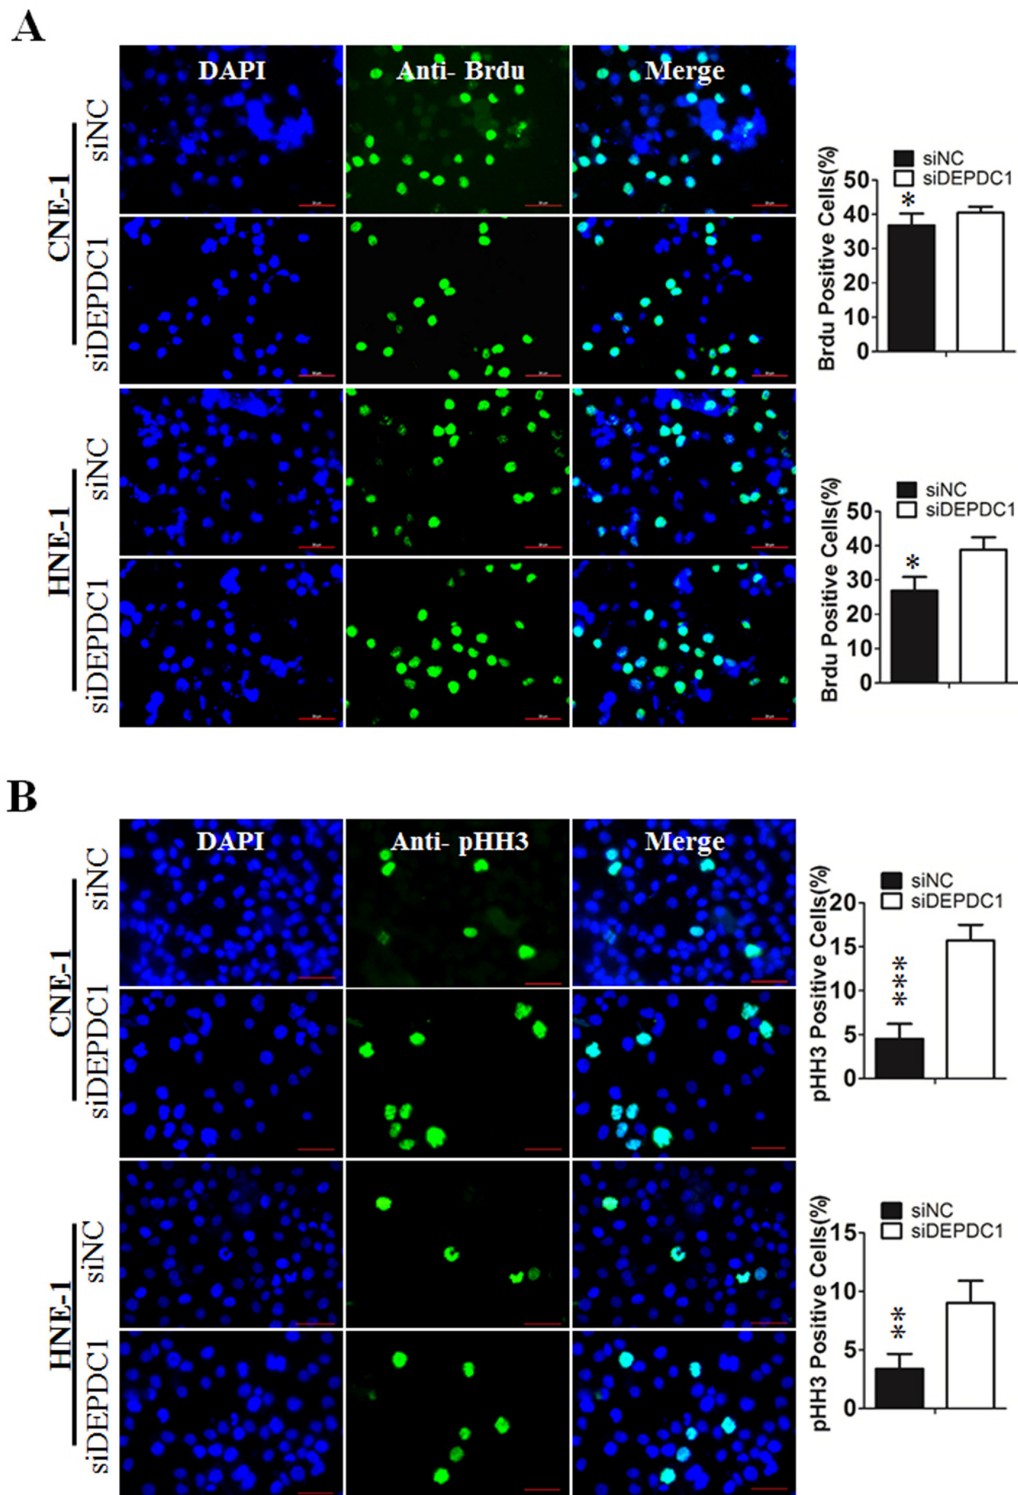 A
DAPI
Anti- Brdu
Merge
CNE-1
siNC
siDEPDC1
HNE-1
siNC
siDEPDC1
siNC
siDEPDC1
Brdu Positive Cells(%)
50
40
30
20
10
0
*
siNC
siDEPDC1
Brdu Positive Cells(%)
50
40
30
20
10
0
*
B
DAPI
Anti- pHH3
Merge
CNE-1
siNC
siDEPDC1
HNE-1
siNC
siDEPDC1
siNC
siDEPDC1
pHH3 Positive Cells(%)
20
15
10
5
0
***
siNC
siDEPDC1
pHH3 Positive Cells(%)
15
10
5
0
**